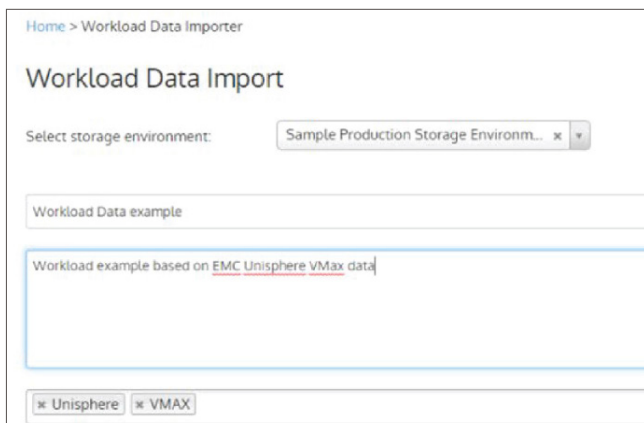 Home > Workload Data Importer
Workload Data Import
Select storage environment: Sample Production Storage Environm... × ▼
Workload Data example
Workload example based on EMC Unisphere VMax data
× Unisphere × VMAX